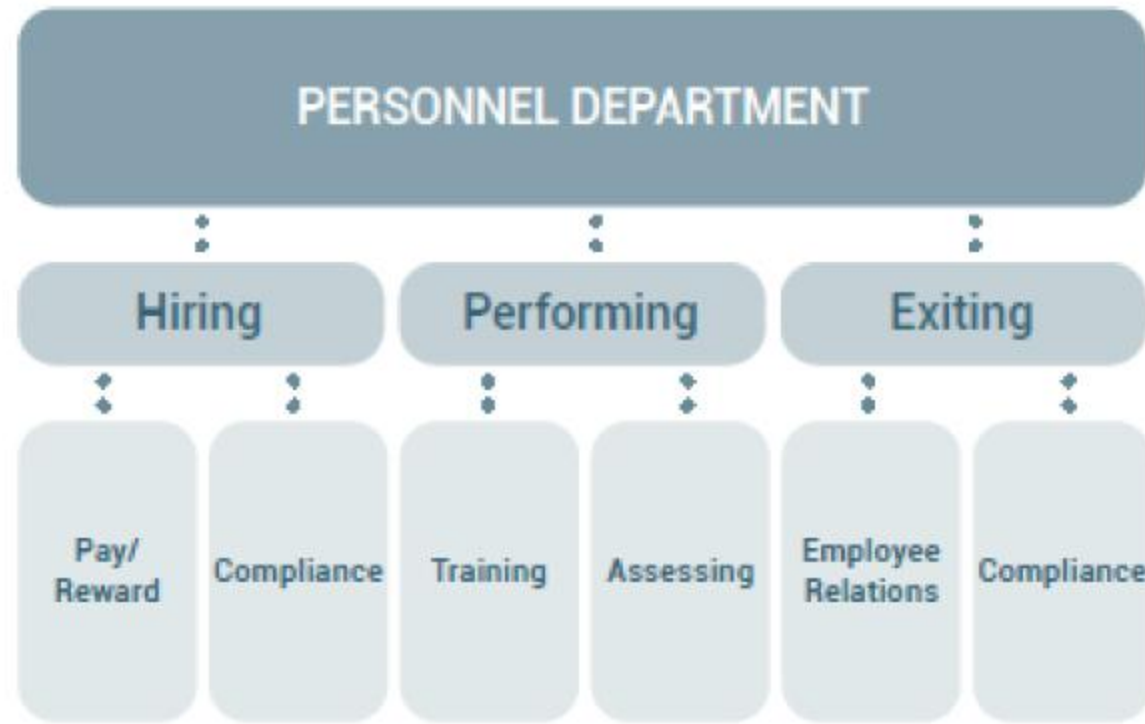 PERSONNEL DEPARTMENT
Hiring
Performing
Exiting
Pay/
Reward
Compliance
Training
Assessing
Employee
Relations
Compliance